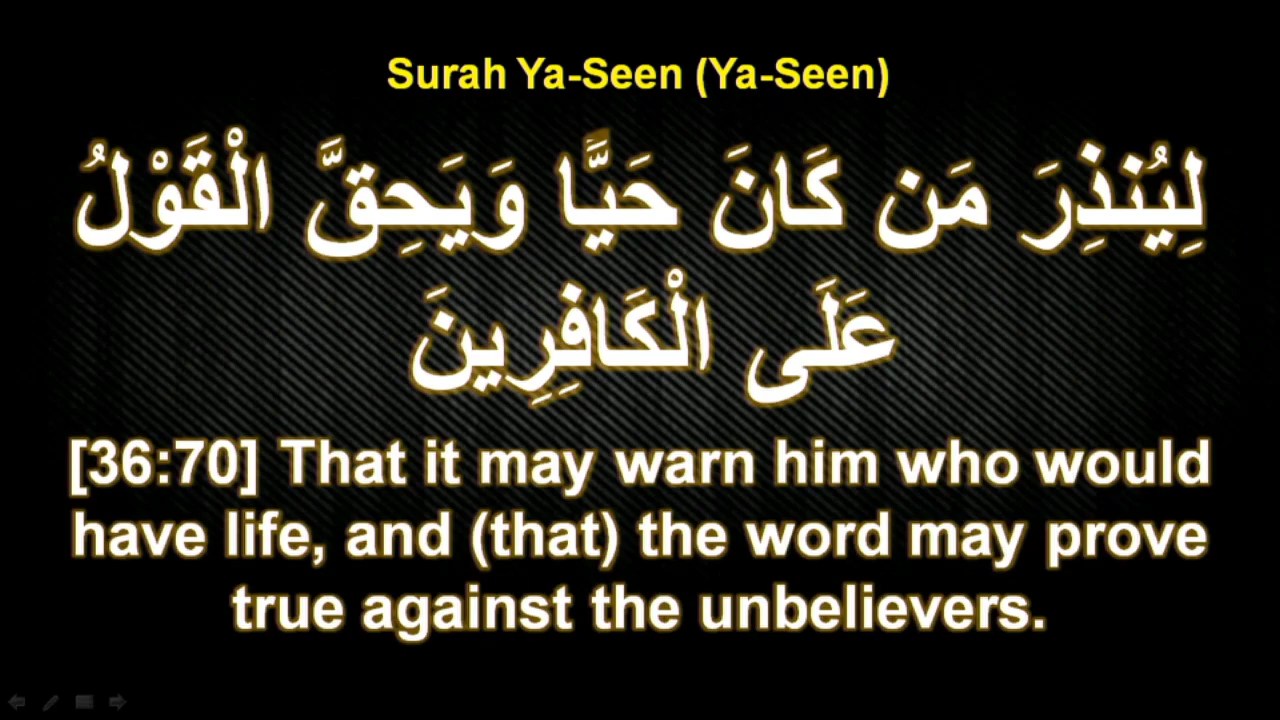 Surah Ya-Seen (Ya-Seen)
لِيُنذِرَ مَن كَانَ حَيًّا وَيَحِقَّ الْقَوْلُ
عَلَى الْكَافِرِينَ
[36:70] That it may warn him who would
have life, and (that) the word may prove
true against the unbelievers.